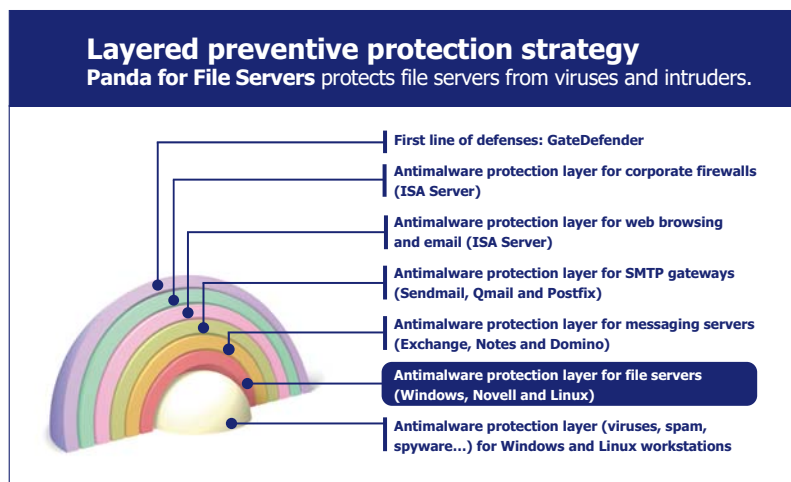 Layered preventive protection strategy
Panda for File Servers protects file servers from viruses and intruders.
First line of defenses: GateDefender
Antimalware protection layer for corporate firewalls
(ISA Server)
Antimalware protection layer for web browsing
and email (ISA Server)
Antimalware protection layer for SMTP gateways
(Sendmail, Qmail and Postfix)
Antimalware protection layer for messaging servers
(Exchange, Notes and Domino)
Antimalware protection layer for file servers
(Windows, Novell and Linux)
Antimalware protection layer (viruses, spam,
spyware...) for Windows and Linux workstations